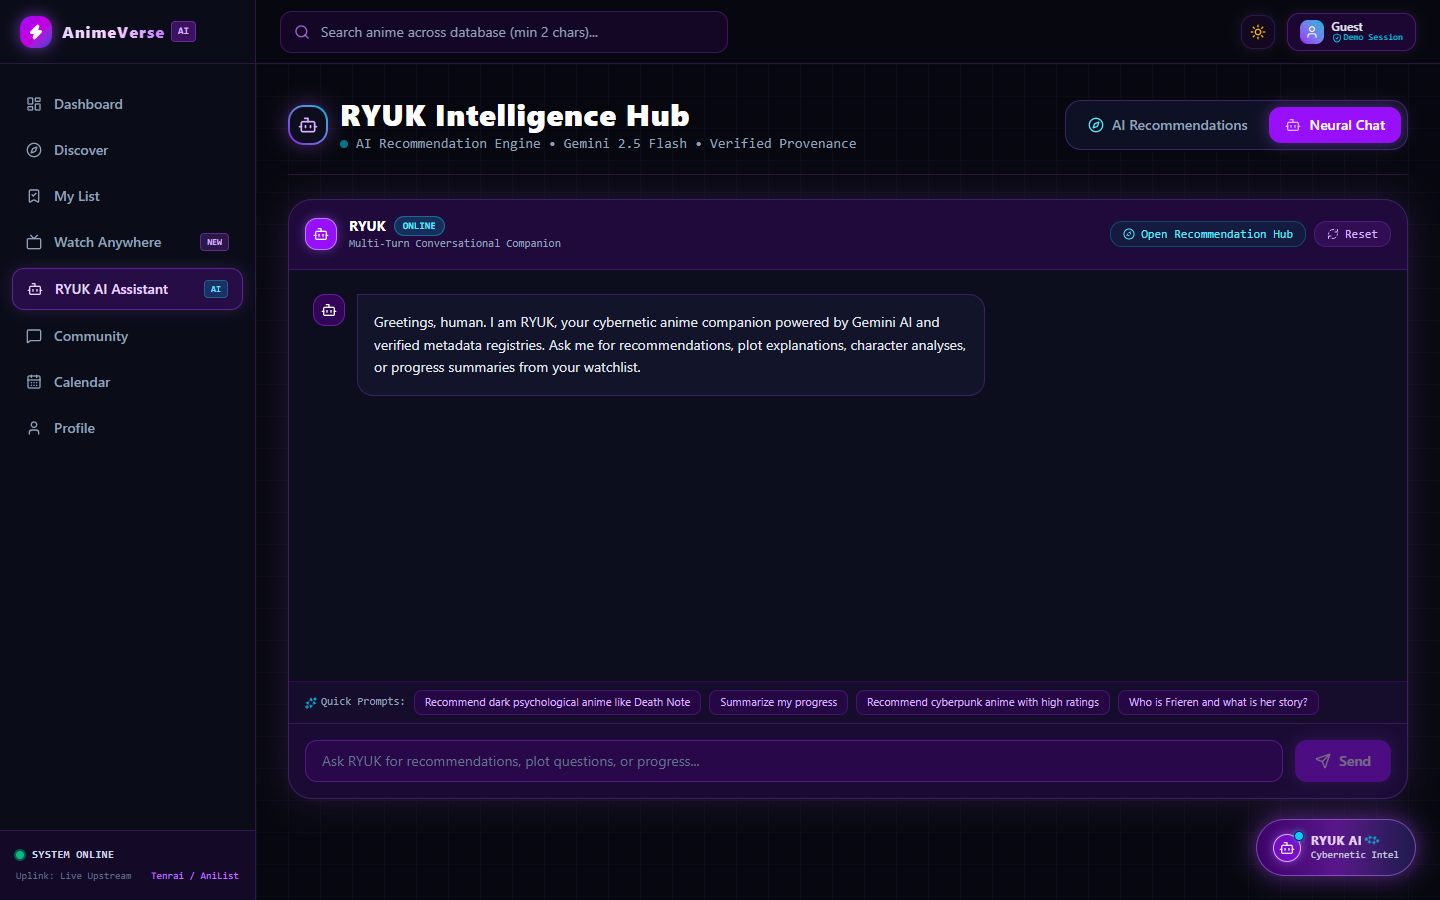 AnimeVerse AI
Search anime across database (min 2 chars)...
Guest
Demo Session
Dashboard
Discover
My List
Watch Anywhere NEW
RYUK AI Assistant AI
Community
Calendar
Profile
SYSTEM ONLINE
Uplink: Live Upstream Tenrai / AniList
RYUK Intelligence Hub
AI Recommendation Engine • Gemini 2.5 Flash • Verified Provenance
AI Recommendations
Neural Chat
RYUK ONLINE
Multi-Turn Conversational Companion
Open Recommendation Hub
Reset
Greetings, human. I am RYUK, your cybernetic anime companion powered by Gemini AI and
verified metadata registries. Ask me for recommendations, plot explanations, character analyses,
or progress summaries from your watchlist.
Quick Prompts:
Recommend dark psychological anime like Death Note
Summarize my progress
Recommend cyberpunk anime with high ratings
Who is Frieren and what is her story?
Ask RYUK for recommendations, plot questions, or progress...
Send
RYUK AI
Cybernetic Intel